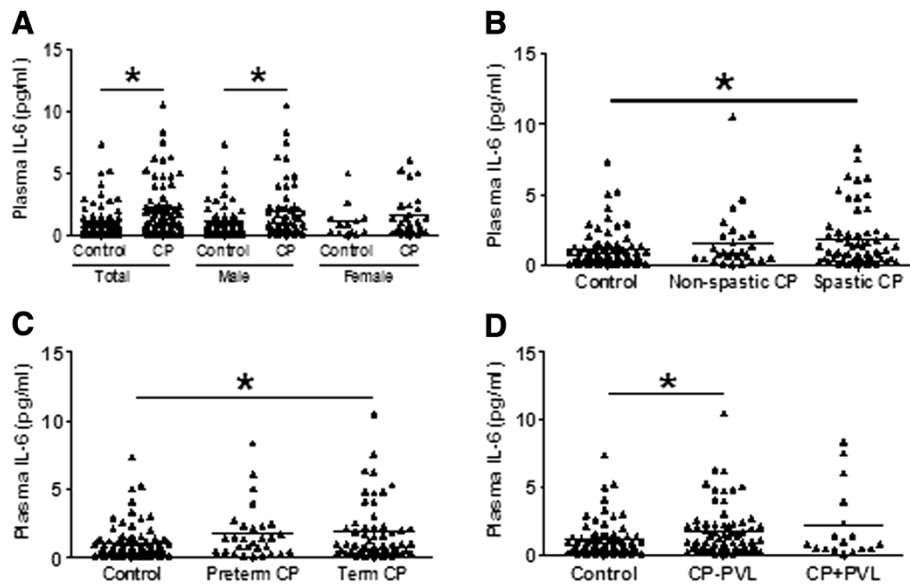 A
Plasma IL-6 (pg/ml)
15
10
5
0
*
*
Control CP Control CP Control CP
Total Male Female
B
Plasma IL-6 (pg/ml)
15
10
5
0
*
Control Non-spastic CP Spastic CP
C
Plasma IL-6 (pg/ml)
15
10
5
0
*
Control Preterm CP Term CP
D
Plasma IL-6 (pg/ml)
15
10
5
0
*
Control CP-PVL CP+PVL